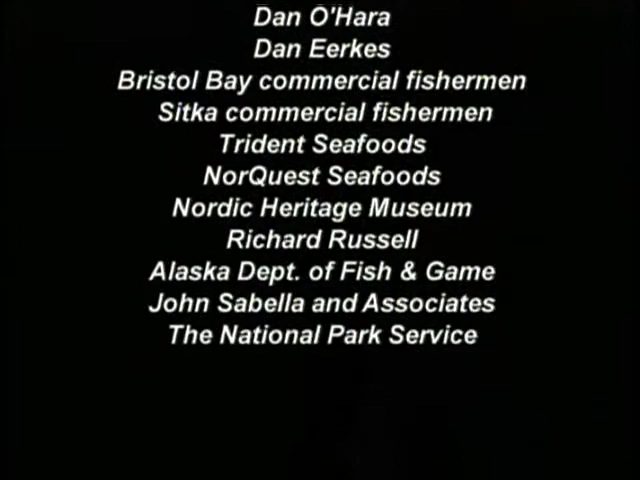 Dan O'Hara
Dan Eerkes
Bristol Bay commercial fishermen
Sitka commercial fishermen
Trident Seafoods
NorQuest Seafoods
Nordic Heritage Museum
Richard Russell
Alaska Dept. of Fish & Game
John Sabella and Associates
The National Park Service